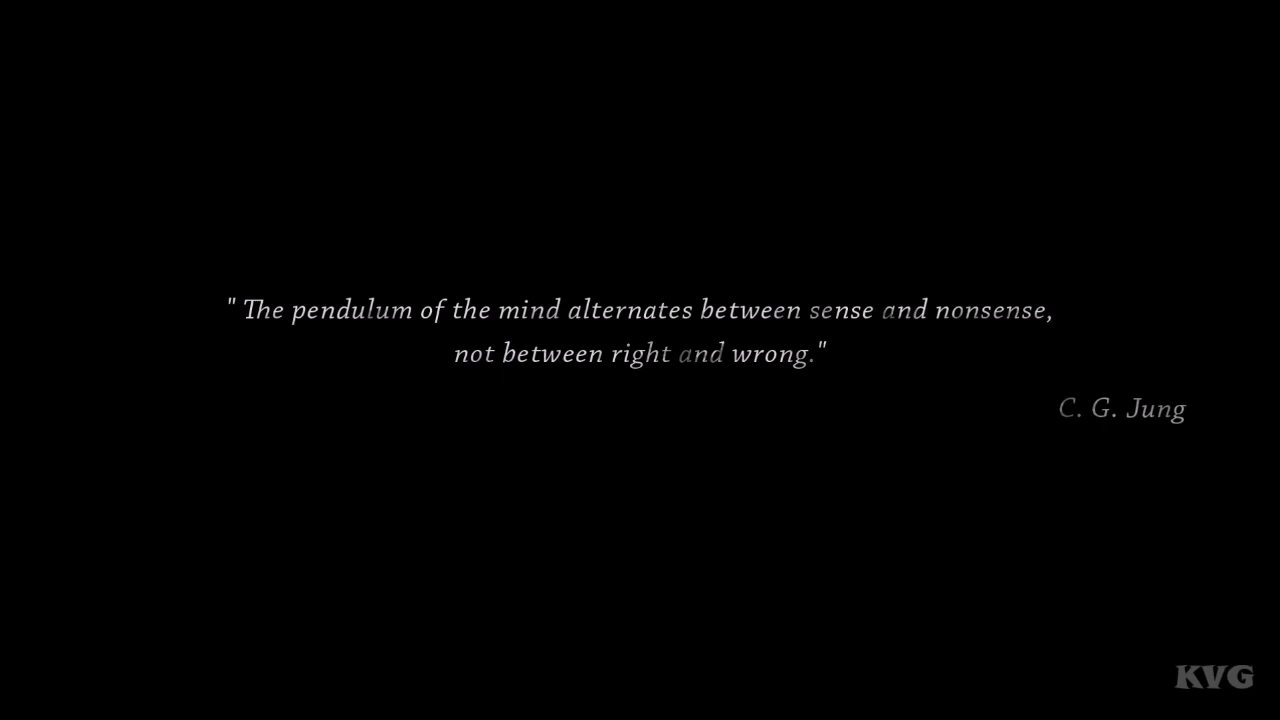 " The pendulum of the mind alternates between sense and nonsense,
not between right and wrong."
C. G. Jung
KVG